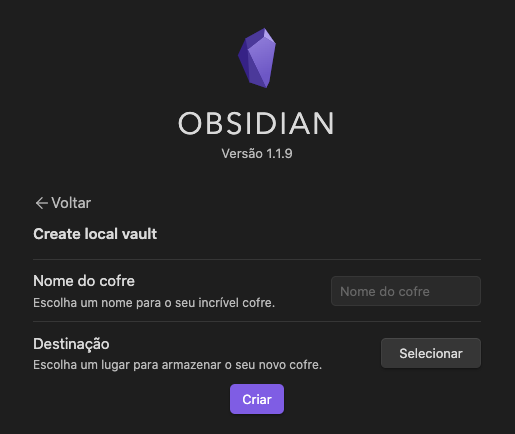 OBSIDIAN
Versão 1.1.9
Voltar
Create local vault
Nome do cofre
Escolha um nome para o seu incrível cofre.
Nome do cofre
Destinação
Escolha um lugar para armazenar o seu novo cofre.
Selecionar
Criar